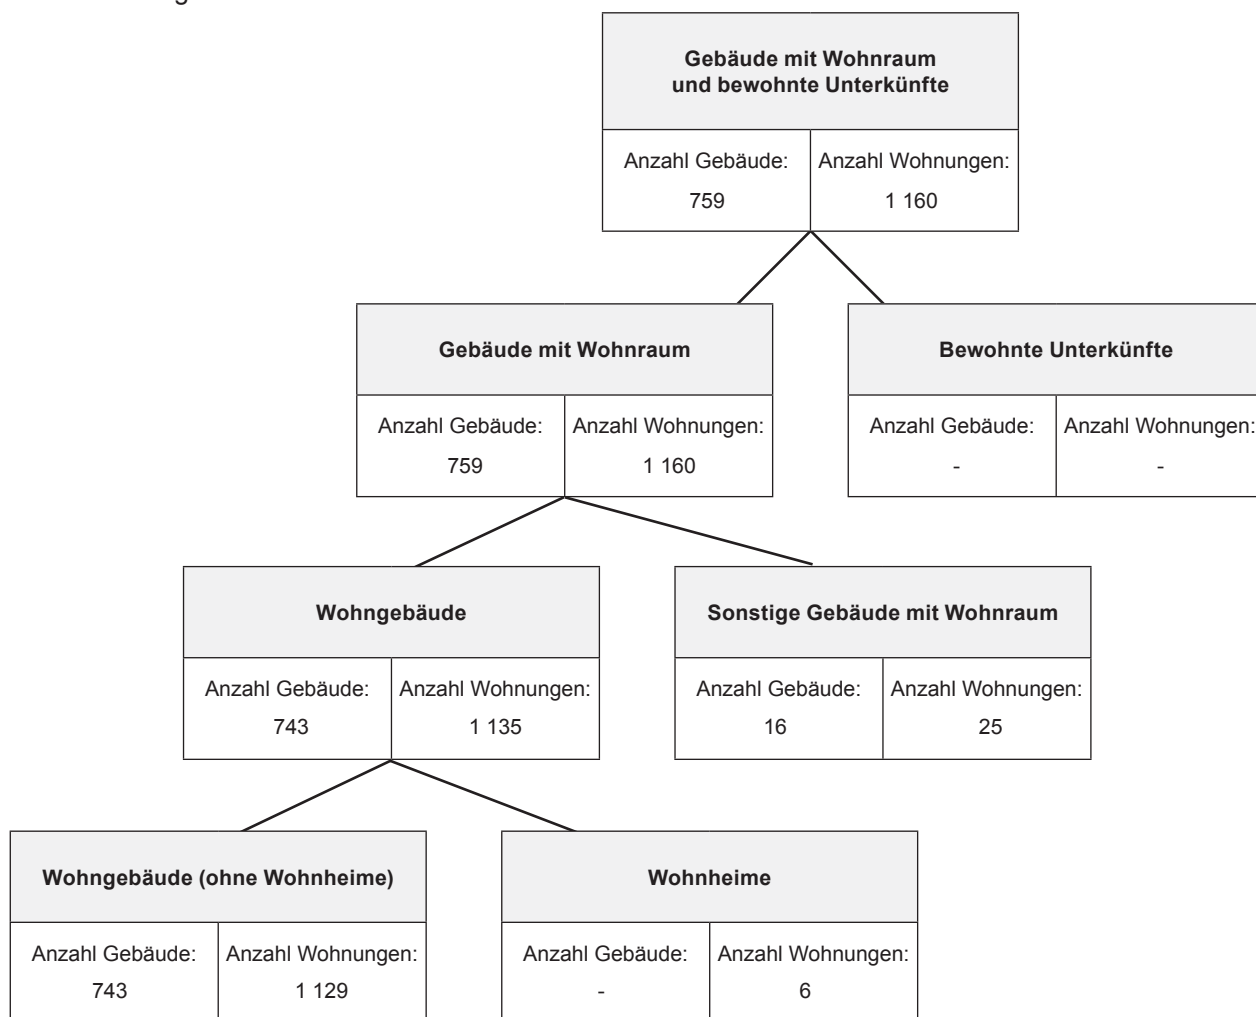 Gebäude mit Wohnraum
und bewohnte Unterkünfte
Anzahl Gebäude: Anzahl Wohnungen:
759 1 160
Gebäude mit Wohnraum
Anzahl Gebäude: Anzahl Wohnungen:
759 1 160
Bewohnte Unterkünfte
Anzahl Gebäude: Anzahl Wohnungen:
- -
Wohngebäude
Anzahl Gebäude: Anzahl Wohnungen:
743 1 135
Sonstige Gebäude mit Wohnraum
Anzahl Gebäude: Anzahl Wohnungen:
16 25
Wohngebäude (ohne Wohnheime)
Anzahl Gebäude: Anzahl Wohnungen:
743 1 129
Wohnheime
Anzahl Gebäude: Anzahl Wohnungen:
- 6